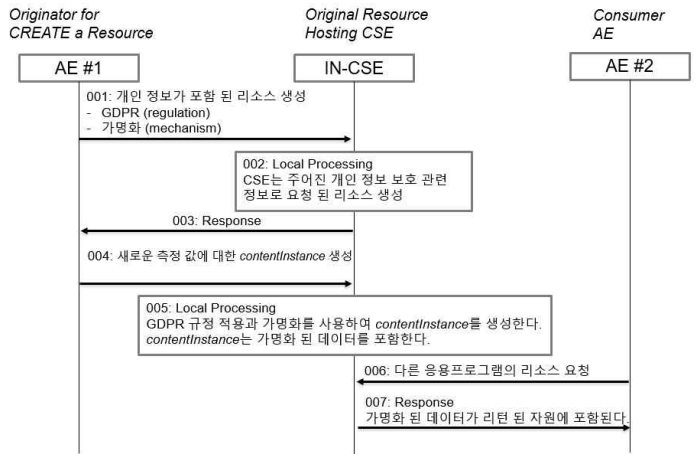 Originator for
CREATE a Resource
Original Resource
Hosting CSE
Consumer
AE
AE #1
IN-CSE
AE #2
001: 개인 정보가 포함 된 리소스 생성
- GDPR (regulation)
- 가명화 (mechanism)
002: Local Processing
CSE는 주어진 개인 정보 보호 관련
정보로 요청 된 리소스 생성
003: Response
004: 새로운 측정 값에 대한 contentInstance 생성
005: Local Processing
GDPR 규정 적용과 가명화를 사용하여 contentInstance를 생성한다.
contentInstance는 가명화 된 데이터를 포함한다.
006: 다른 응용프로그램의 리소스 요청
007: Response
가명화 된 데이터가 리턴 된 자원에 포함된다.